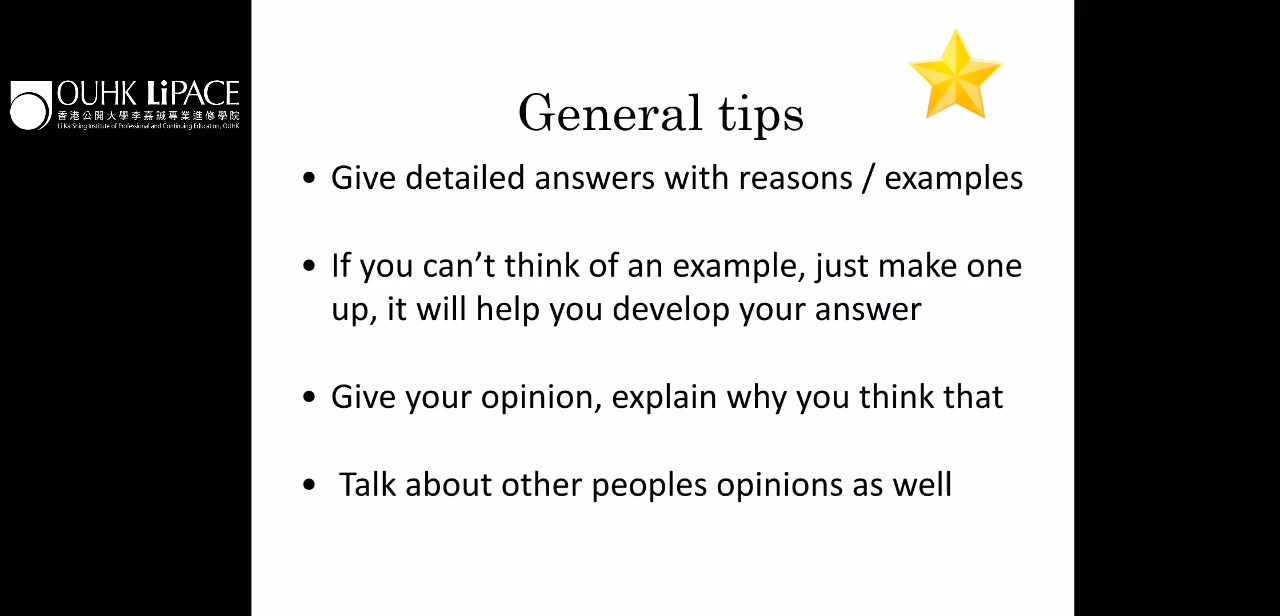 OUHK LiPACE
香港公開大學李嘉誠專業進修學院
Li Ka Shing Institute of Professional and Continuing Education, OUHK
General tips
• Give detailed answers with reasons / examples
• If you can’t think of an example, just make one
up, it will help you develop your answer
• Give your opinion, explain why you think that
• Talk about other peoples opinions as well